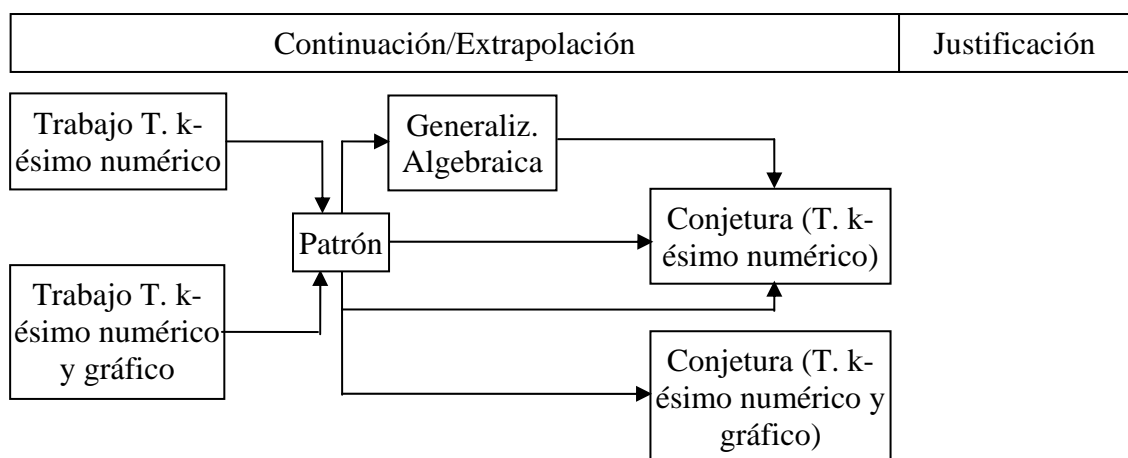 Continuación/Extrapolación
Justificación
Trabajo T. k-
ésimo numérico
Generaliz.
Algebraica
Patrón
Conjetura (T. k-
ésimo numérico)
Trabajo T. k-
ésimo numérico
y gráfico
Conjetura (T. k-
ésimo numérico y
gráfico)